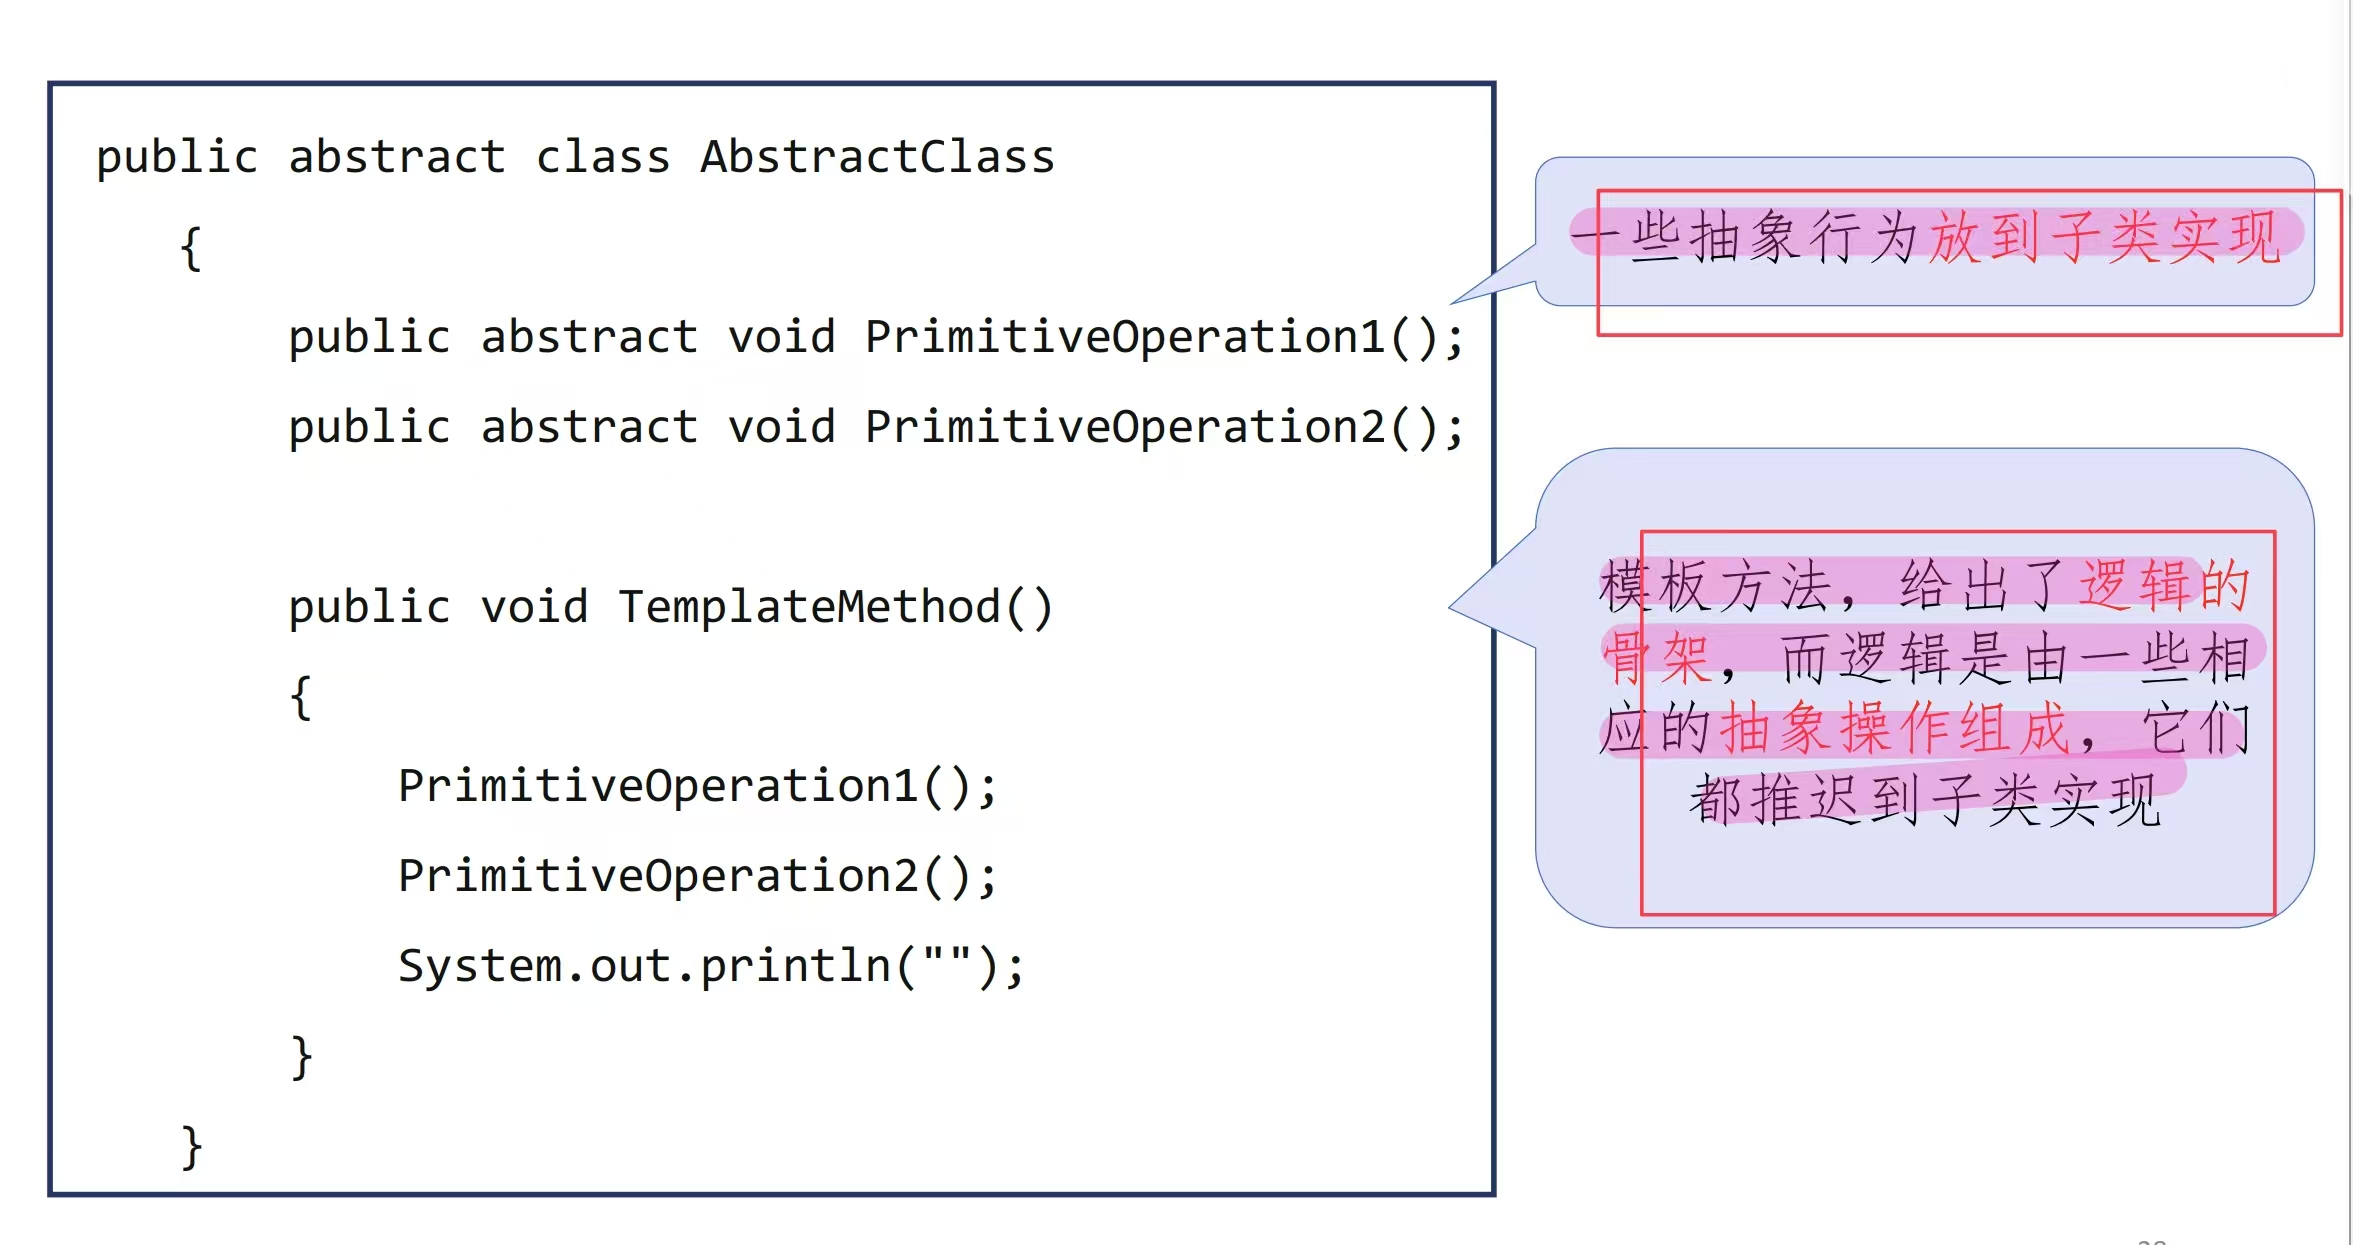 public abstract class AbstractClass
{
public abstract void PrimitiveOperation1();
public abstract void PrimitiveOperation2();
public void TemplateMethod()
{
PrimitiveOperation1();
PrimitiveOperation2();
System.out.println("");
}
}
一些抽象行为放到子类实现
模板方法，给出了逻辑的
骨架，而逻辑是由一些相
应的抽象操作组成，它们
都推迟到子类实现